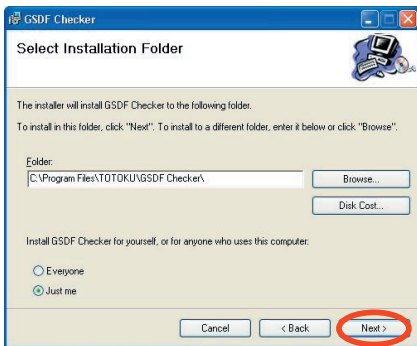 GSDF Checker
Select Installation Folder
The installer will install GSDF Checker to the following folder.
To install in this folder, click "Next". To install to a different folder, enter it below or click "Browse".
Folder:
C:\Program Files\TOTOKU\GSDF Checker\
Browse...
Disk Cost...
Install GSDF Checker for yourself, or for anyone who uses this computer:
Everyone
Just me
Cancel
< Back
Next >